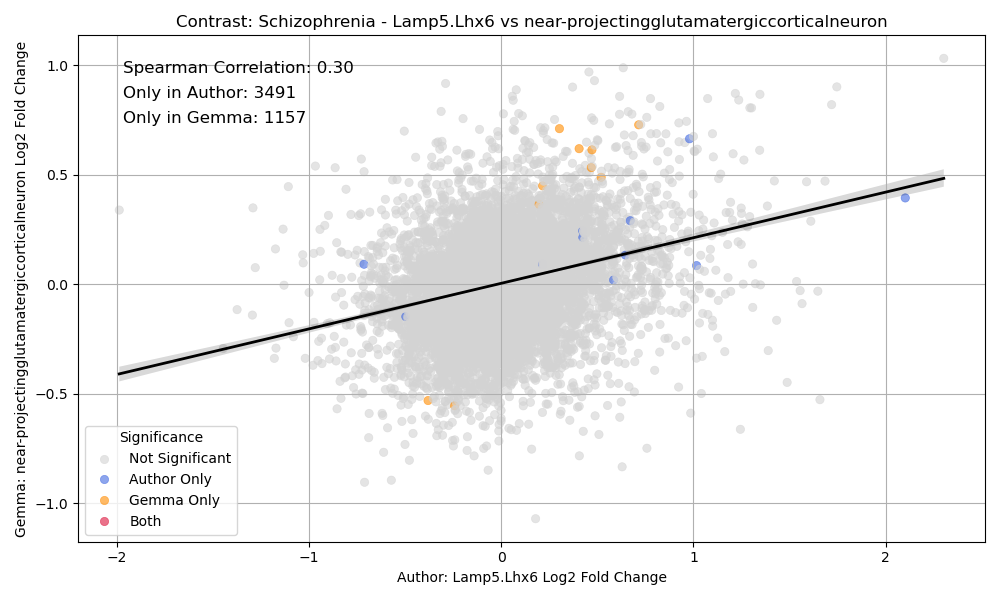 Contrast: Schizophrenia - Lamp5.Lhx6 vs near-projectingglutamatergiccorticalneuron
Gemma: near-projectingglutamatergiccorticalneuron Log2 Fold Change
1.0
0.5
0.0
−0.5
−1.0
Spearman Correlation: 0.30
Only in Author: 3491
Only in Gemma: 1157
Significance
Not Significant
Author Only
Gemma Only
Both
−2
−1
0
1
2
Author: Lamp5.Lhx6 Log2 Fold Change